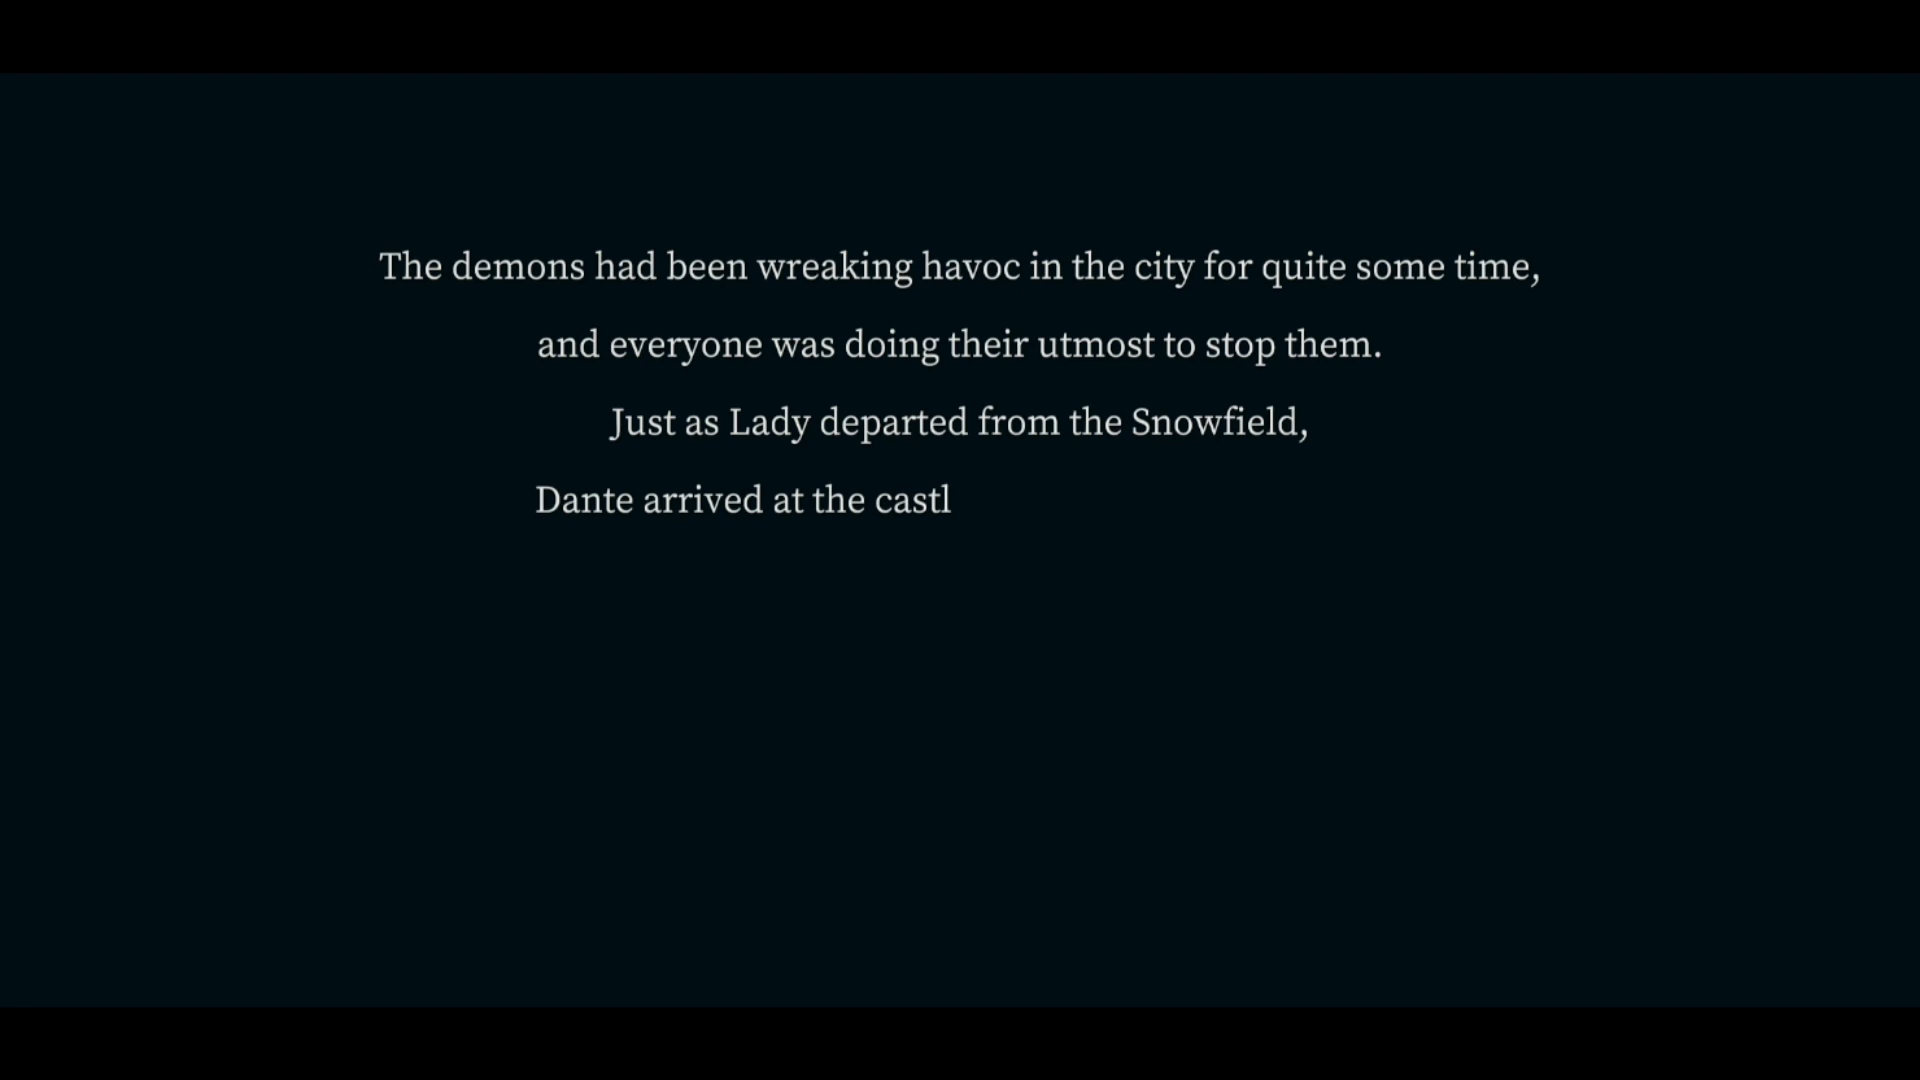 The demons had been wreaking havoc in the city for quite some time,
and everyone was doing their utmost to stop them.
Just as Lady departed from the Snowfield,
Dante arrived at the castl